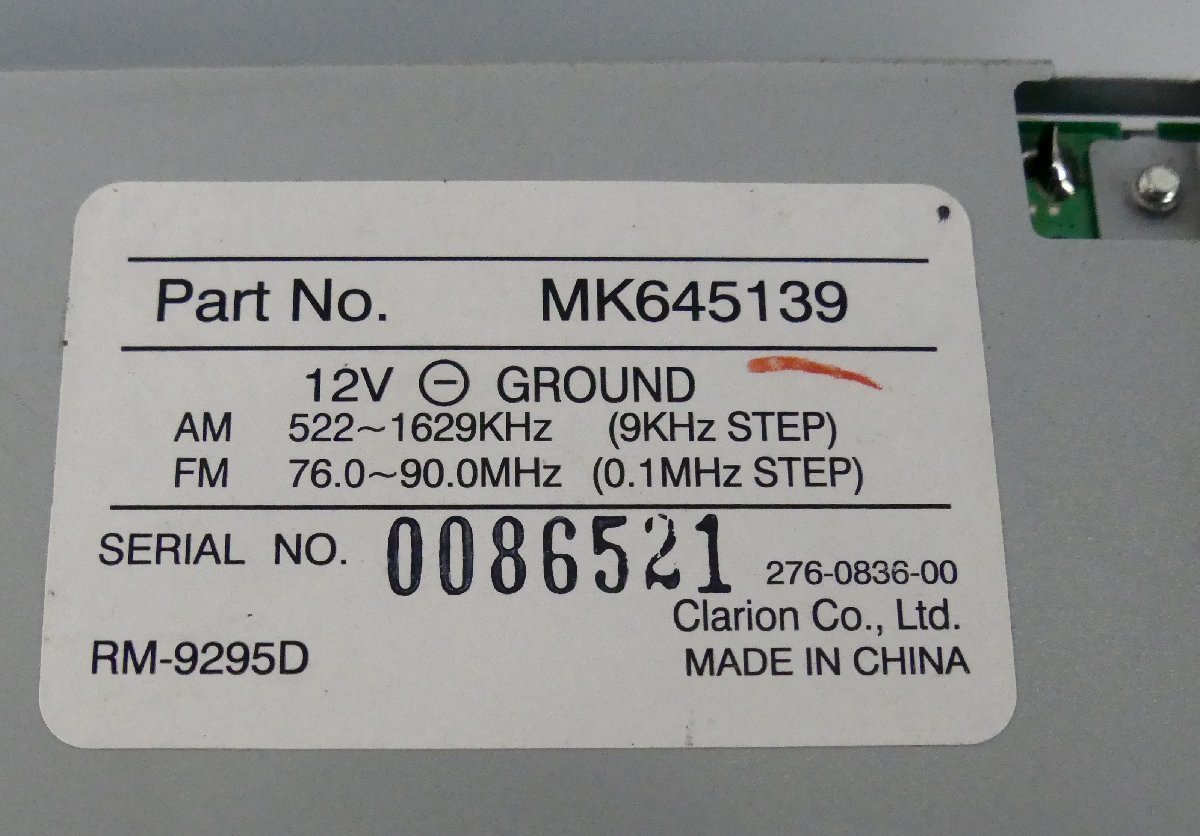 Part No. MK645139
12V ⊖ GROUND
AM 522~1629KHz (9KHz STEP)
FM 76.0~90.0MHz (0.1MHz STEP)
SERIAL NO. 0086521 276-0836-00
Clarion Co., Ltd.
RM-9295D MADE IN CHINA